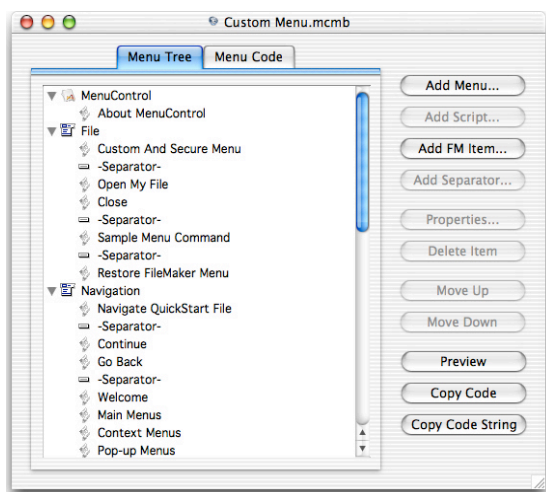 Custom Menu.mcmb
Menu Tree
Menu Code
MenuControl
About MenuControl
File
Custom And Secure Menu
-Separator-
Open My File
Close
-Separator-
Sample Menu Command
-Separator-
Restore FileMaker Menu
Navigation
Navigate QuickStart File
-Separator-
Continue
Go Back
-Separator-
Welcome
Main Menus
Context Menus
Pop-up Menus
Add Menu...
Add Script...
Add FM Item...
Add Separator...
Properties...
Delete Item
Move Up
Move Down
Preview
Copy Code
Copy Code String